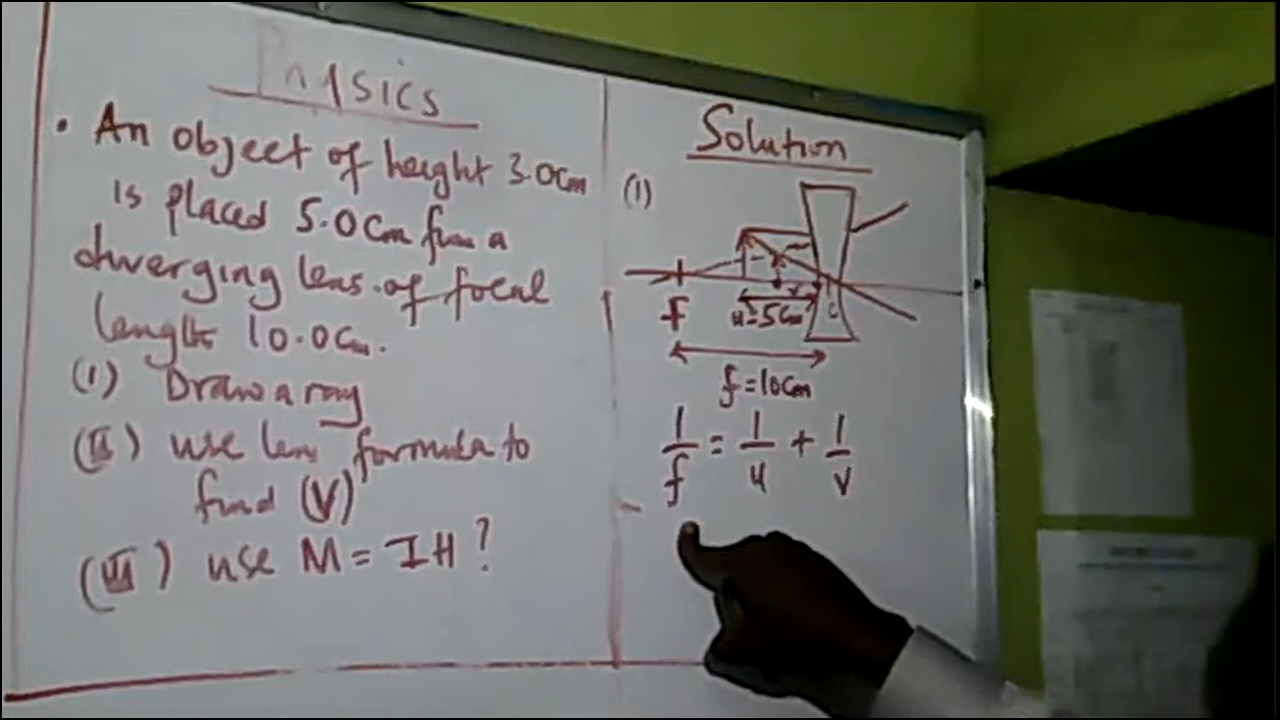 Physics
• An object of height 3.0cm
is placed 5.0cm from a
diverging lens of focal
length 10.0cm.
(I) Draw a ray
(II) use lens formula to
find (V)
(III) use M = IH?
Solution
(1)
F
u=5cm
v
c
f=10cm
1/f = 1/u + 1/v